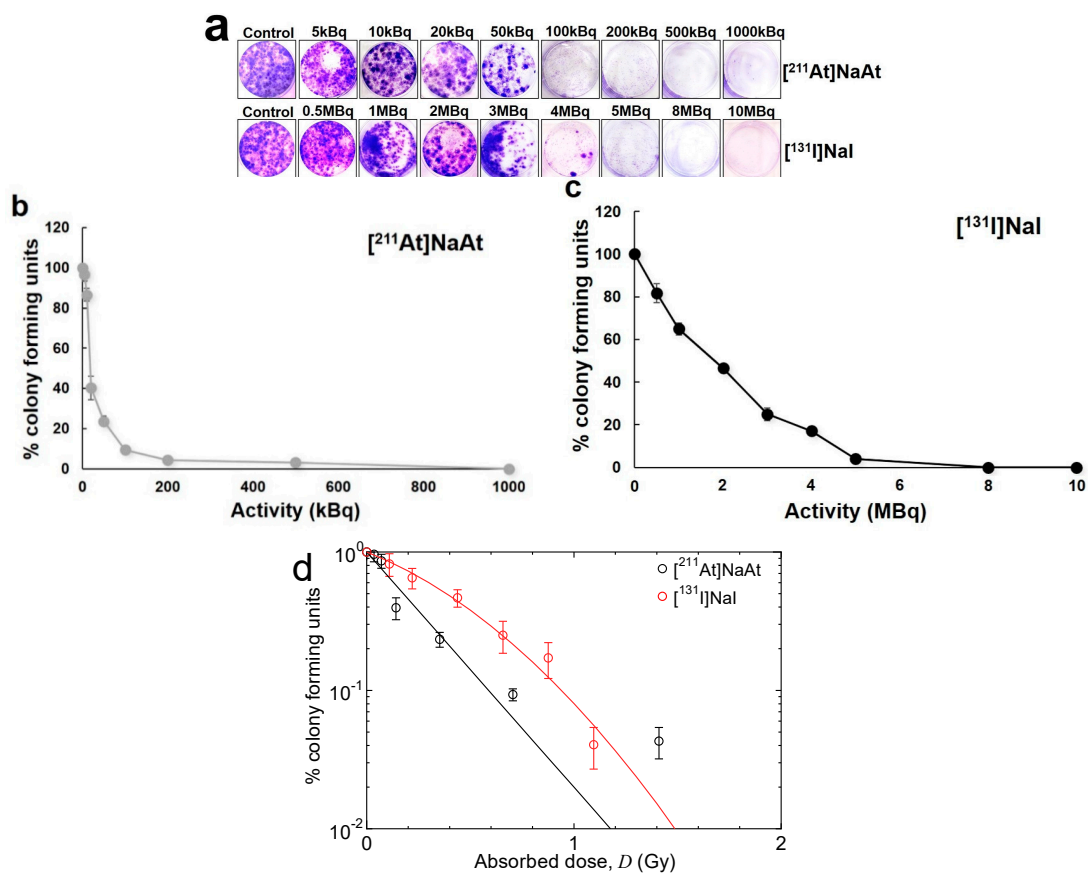 a
Control 5kBq 10kBq 20kBq 50kBq 100kBq 200kBq 500kBq 1000kBq
[²¹¹At]NaAt
Control 0.5MBq 1MBq 2MBq 3MBq 4MBq 5MBq 8MBq 10MBq
[¹³¹I]NaI
b
[²¹¹At]NaAt
% colony forming units
120
100
80
60
40
20
0
0 200 400 600 800 1000
Activity (kBq)
c
[¹³¹I]NaI
% colony forming units
120
100
80
60
40
20
0
0 2 4 6 8 10
Activity (MBq)
d
[²¹¹At]NaAt
[¹³¹I]NaI
% colony forming units
10⁰
10⁻¹
10⁻²
0 1 2
Absorbed dose, D (Gy)